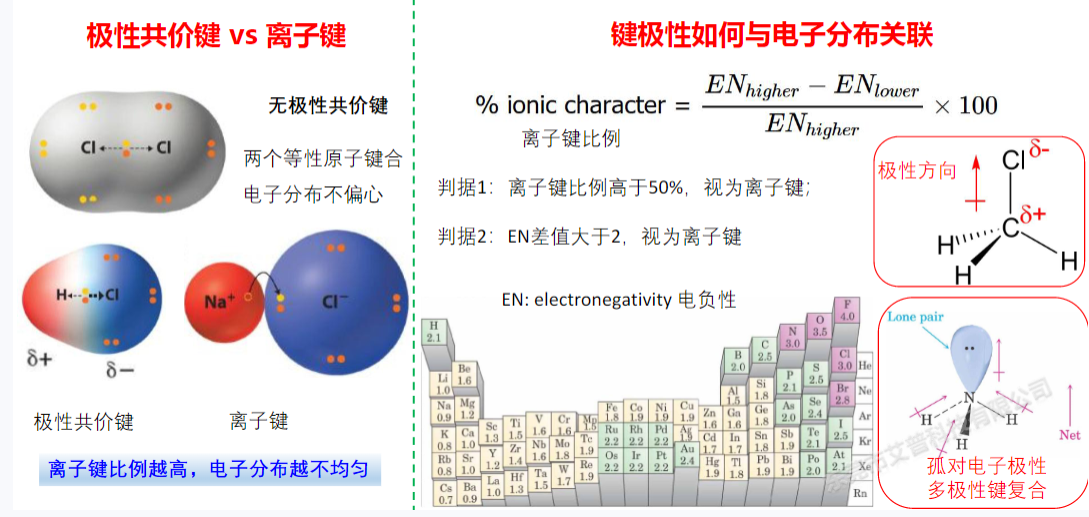 极性共价键 vs 离子键
无极性共价键
Cl Cl
两个等性原子键合
电子分布不偏心
H Cl
Na+
Cl−
δ+
δ−
极性共价键
离子键
离子键比例越高，电子分布越不均匀
键极性如何与电子分布关联
% ionic character = (EN_higher − EN_lower) / EN_higher × 100
离子键比例
判据1：离子键比例高于50%，视为离子键；
判据2：EN差值大于2，视为离子键
EN: electronegativity 电负性
H 2.1
Li 1.0
Be 1.6
Na 0.9
Mg 1.2
K 0.8
Ca 1.0
Sc 1.3
Ti 1.5
V 1.6
Cr 1.6
Mn 1.5
Fe 1.8
Co 1.9
Ni 1.9
Cu 1.9
Zn 1.6
Ga 1.6
Ge 1.8
As 2.0
Se 2.4
Br 2.8
Kr
Rb 0.8
Sr 1.0
Y 1.2
Zr 1.4
Nb 1.6
Mo 1.8
Tc 1.9
Ru 2.2
Rh 2.2
Pd 2.2
Ag 1.9
Cd 1.7
In 1.7
Sn 1.8
Sb 1.9
Te 2.1
I 2.5
Xe
Cs 0.7
Ba 0.9
La 1.0
Hf 1.3
Ta 1.5
W 1.7
Re 1.9
Os 2.2
Ir 2.2
Pt 2.2
Au 2.4
Hg 1.9
Tl 1.8
Pb 1.9
Bi 1.9
Po 2.0
At 2.1
Rn
B 2.0
C 2.5
N 3.0
O 3.5
F 4.0
He
Al 1.5
Si 1.8
P 2.1
S 2.5
Cl 3.0
Ne
Ar
极性方向
Cl δ-
C δ+
H
H
H
Lone pair
N
H
H
H
Net
孤对电子极性
多极性键复合